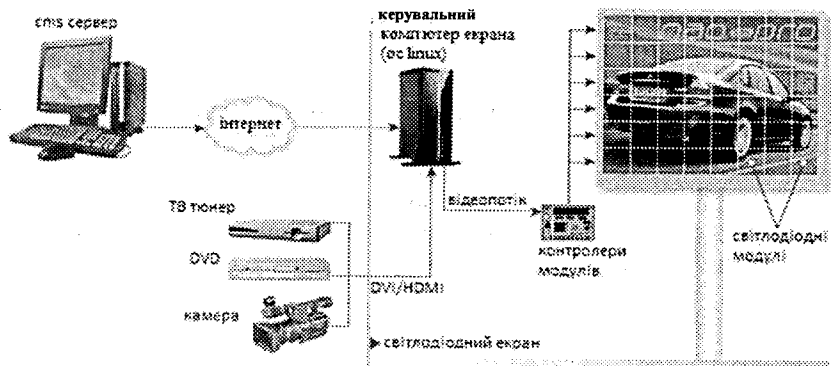 cms сервер
керувальний
комп'ютер екрана
(ос linux)
інтернет
відеопотік
ТВ тюнер
DVD
DVI/HDMI
камера
контролери
модулів
світлодіодні
модулі
світлодіодний екран